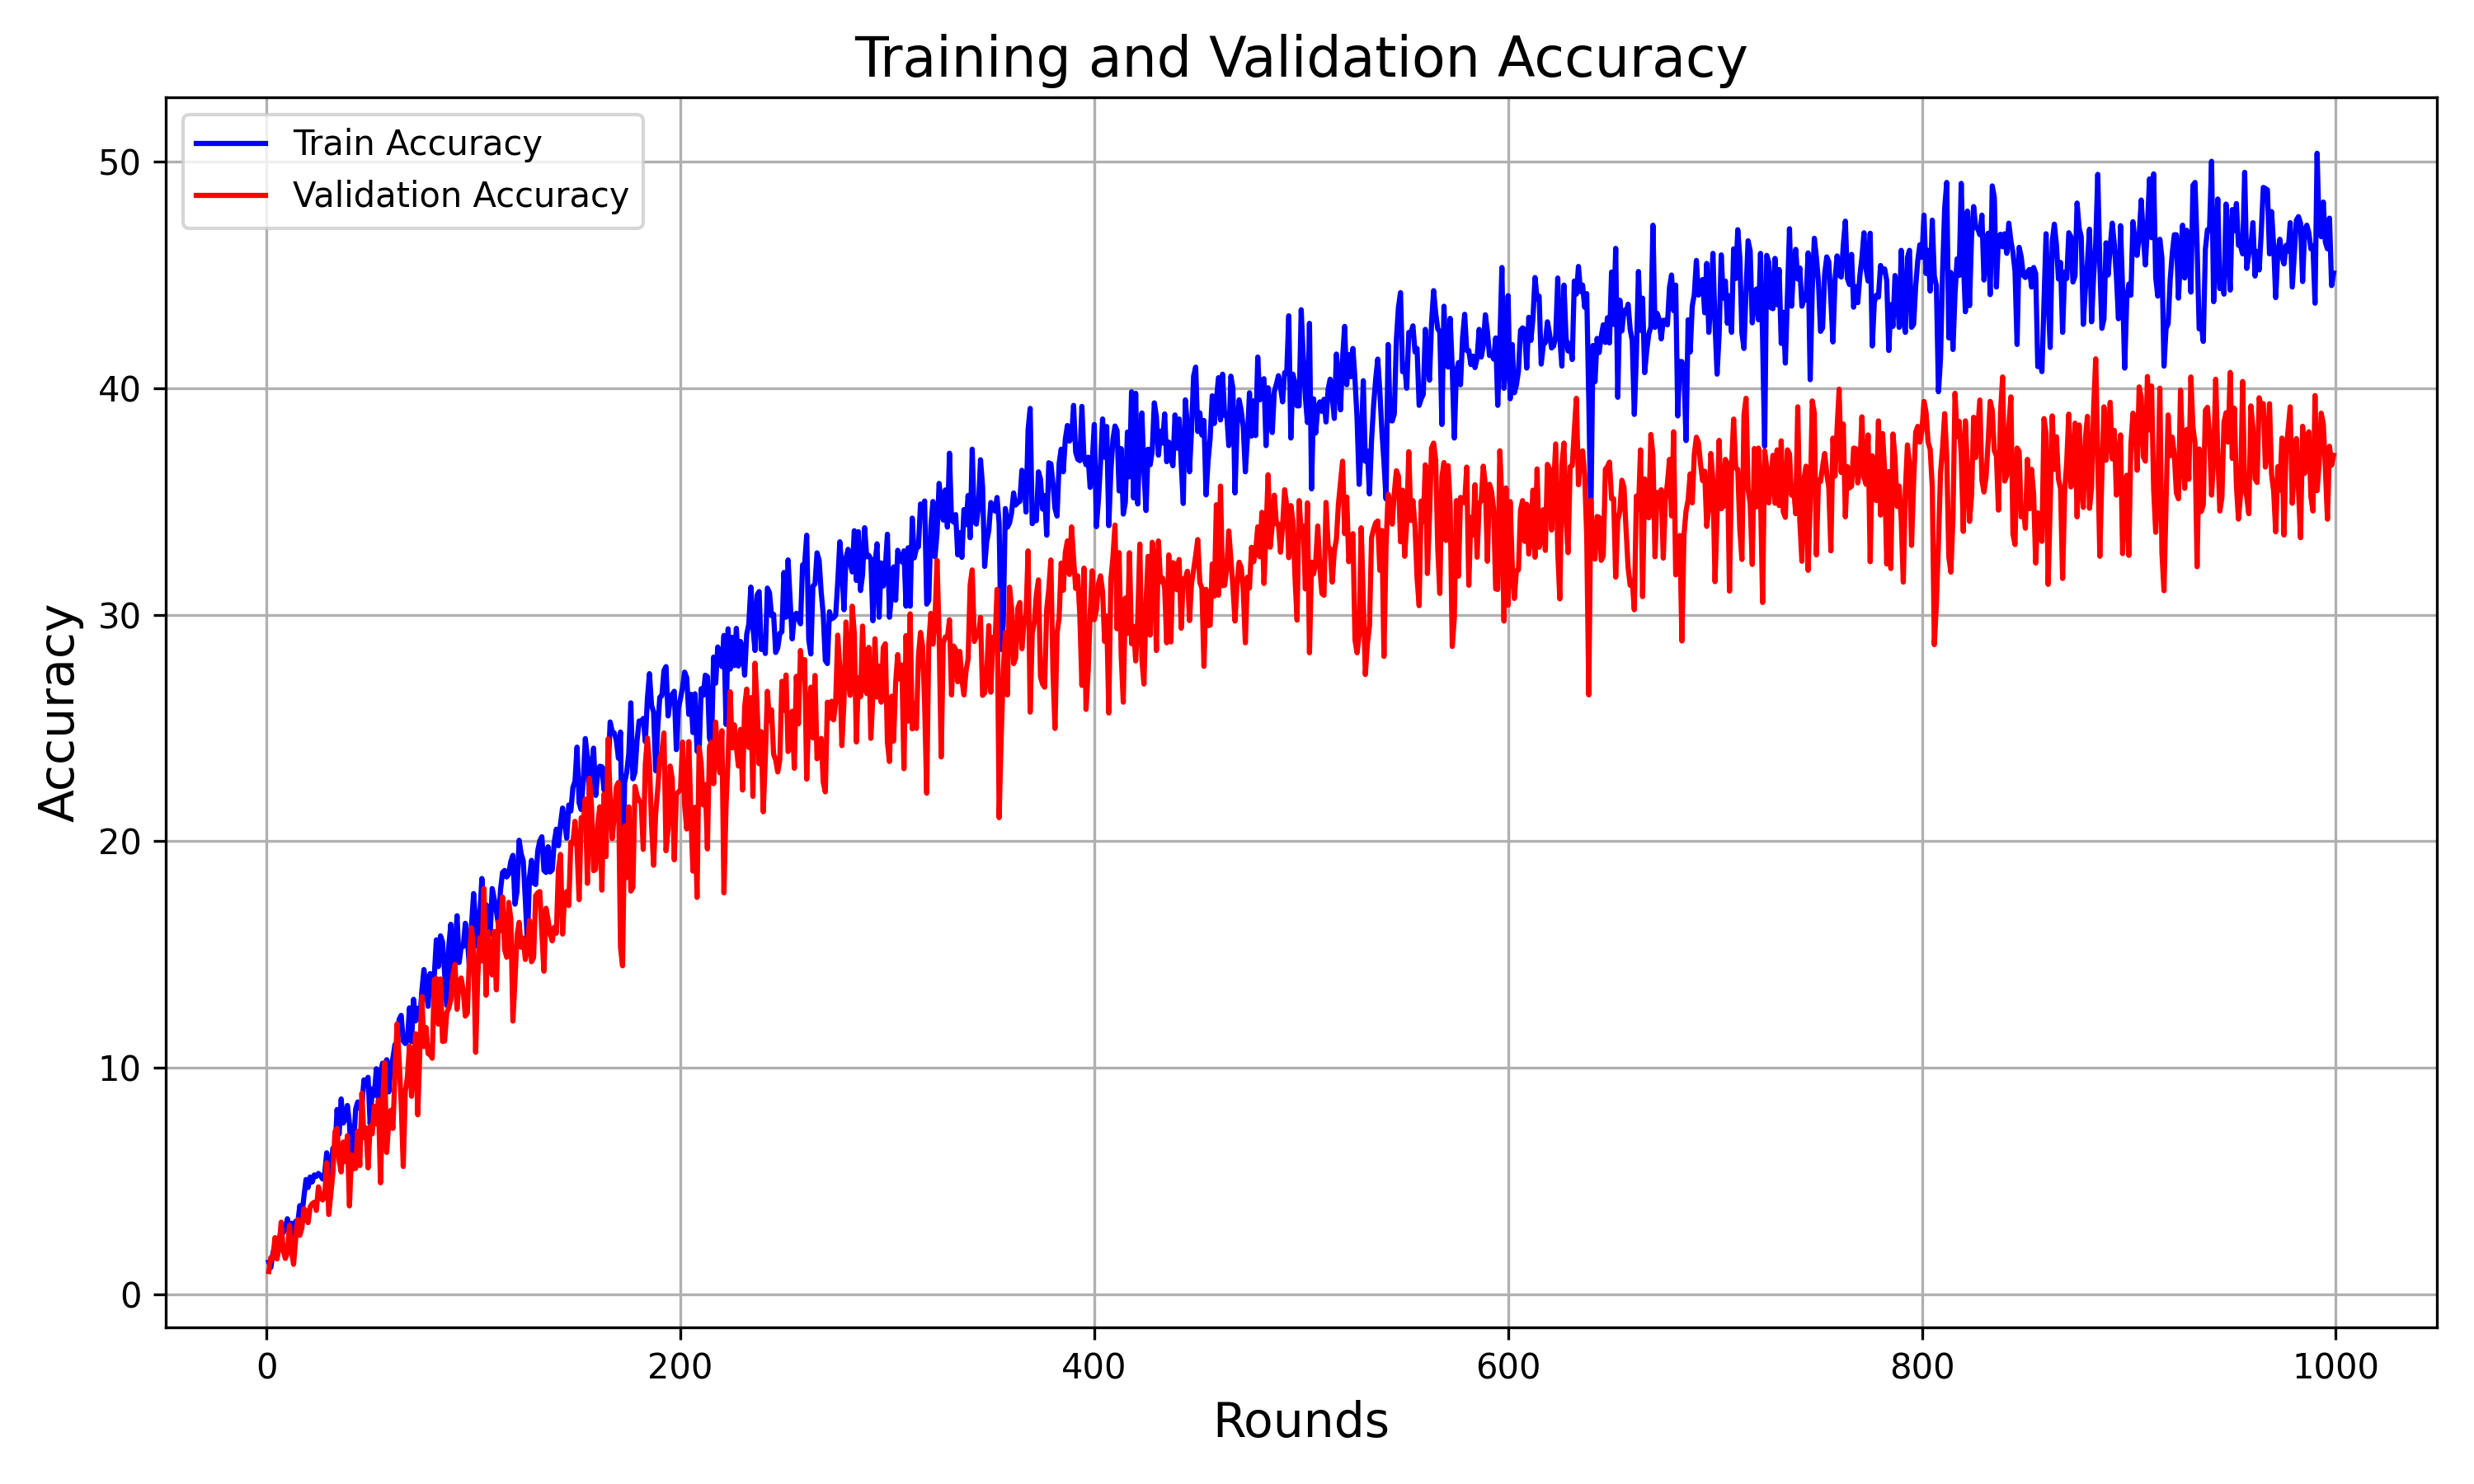 Training and Validation Accuracy
Train Accuracy
Validation Accuracy
50
40
30
20
10
0
Accuracy
0 200 400 600 800 1000
Rounds